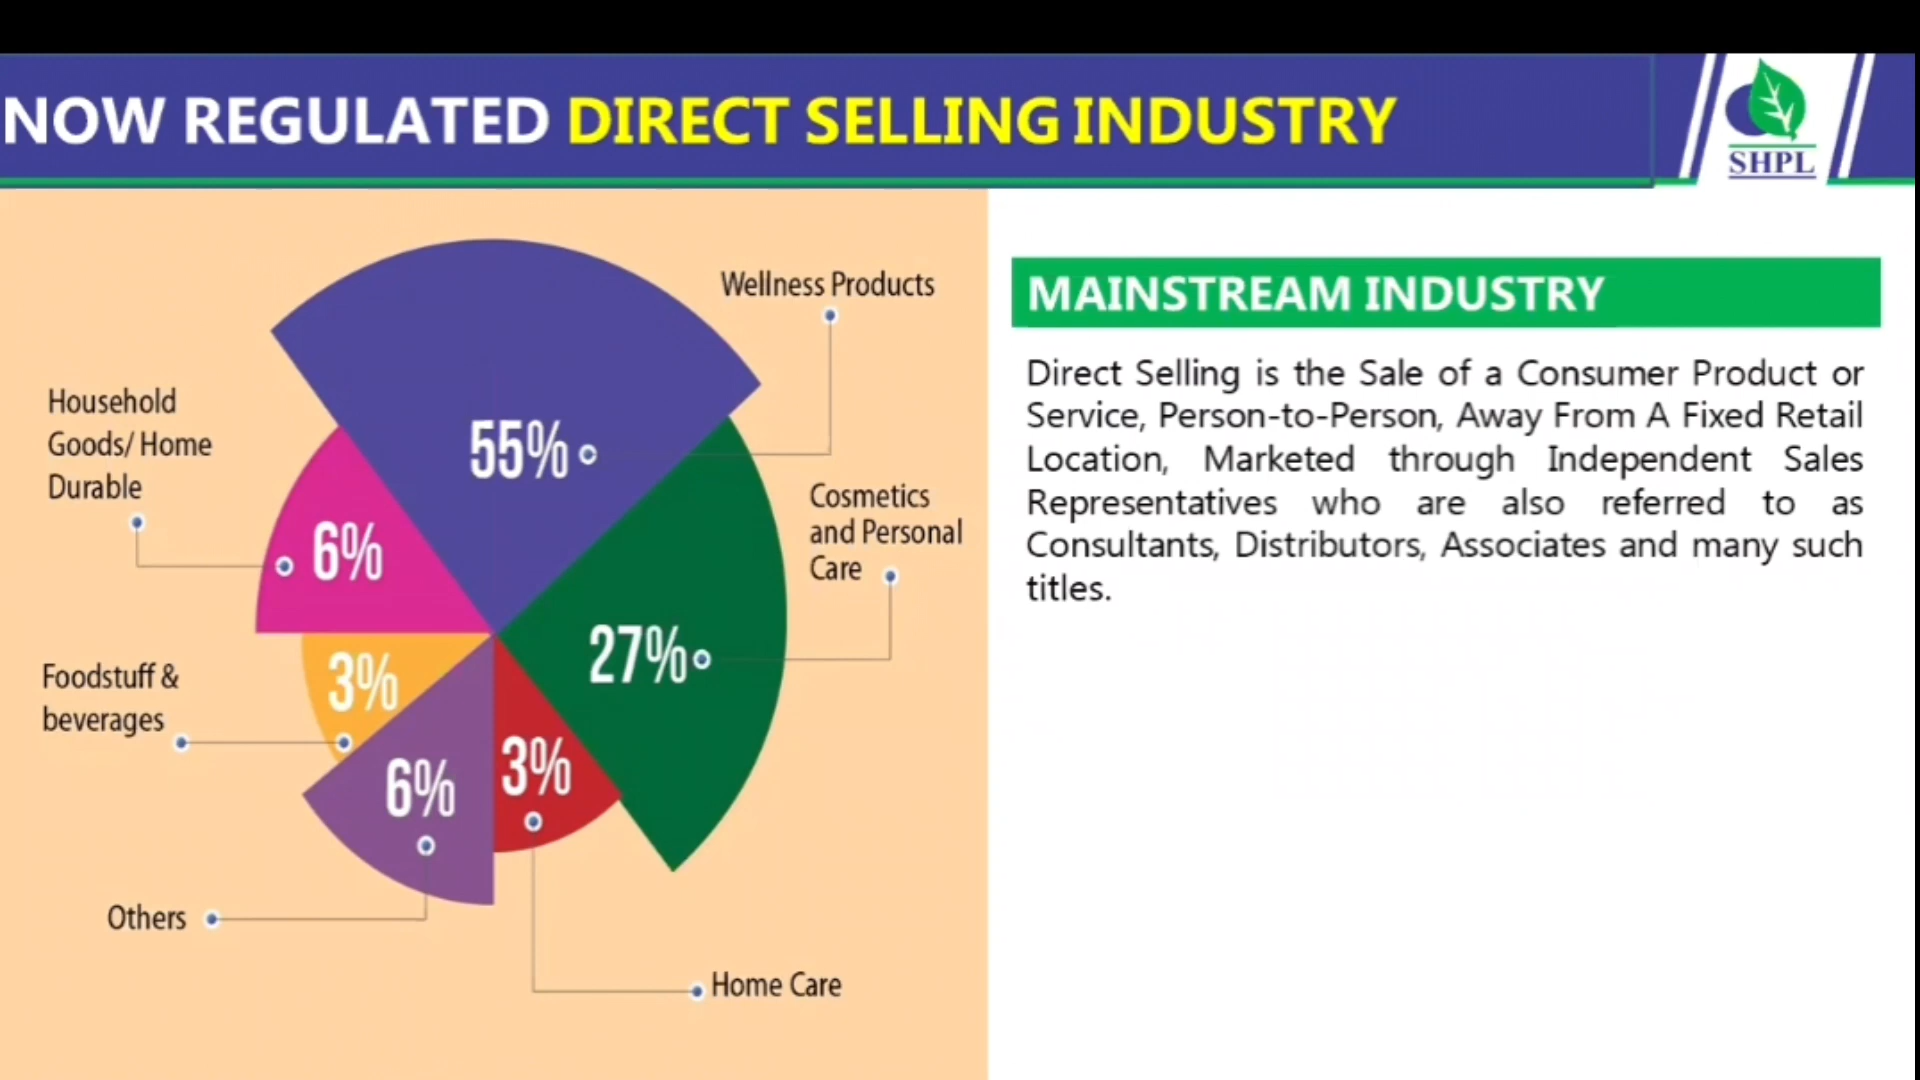 NOW REGULATED DIRECT SELLING INDUSTRY
SHPL
Wellness Products
55%
Household
Goods/ Home
Durable
6%
Cosmetics
and Personal
Care
27%
Foodstuff &
beverages
3%
6%
3%
Others
Home Care
MAINSTREAM INDUSTRY
Direct Selling is the Sale of a Consumer Product or
Service, Person-to-Person, Away From A Fixed Retail
Location, Marketed through Independent Sales
Representatives who are also referred to as
Consultants, Distributors, Associates and many such
titles.